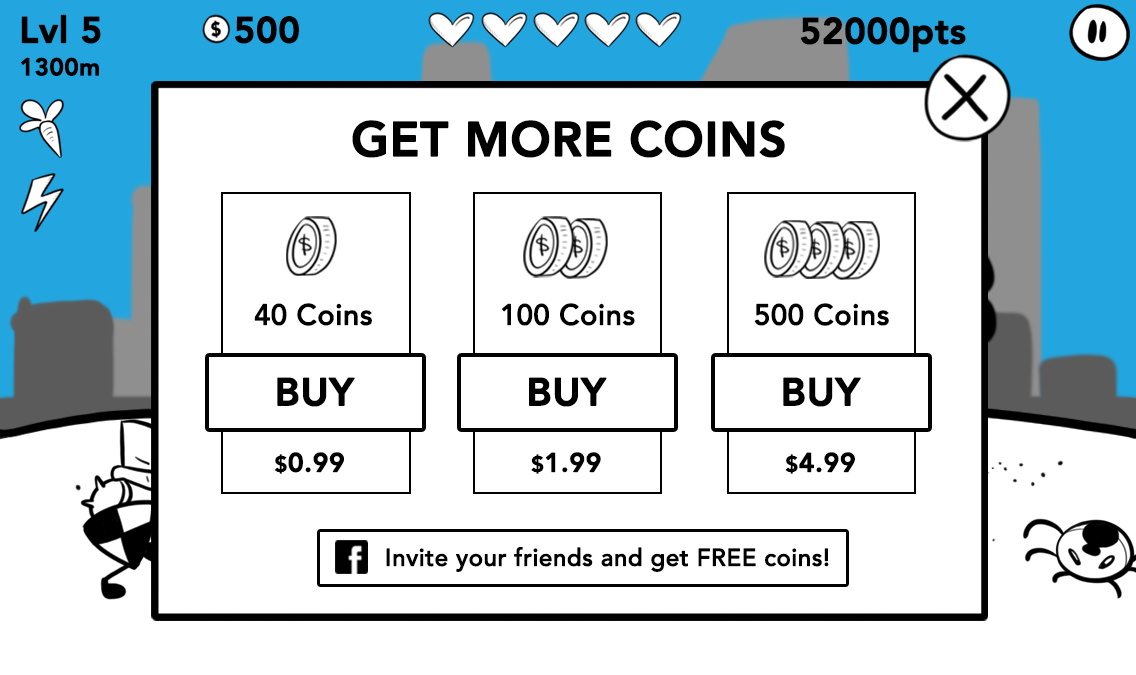 Lvl 5
$ 500
52000pts
1300m
GET MORE COINS
$
40 Coins
BUY
$0.99
$ $
100 Coins
BUY
$1.99
$ $ $
500 Coins
BUY
$4.99
f Invite your friends and get FREE coins!